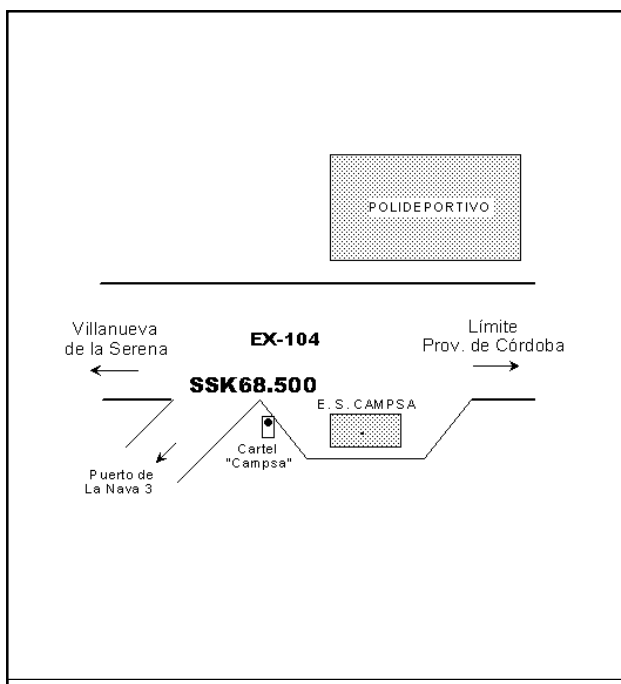 POLIDEPORTIVO
Villanueva
de la Serena
EX-104
Límite
Prov. de Córdoba
SSK68.500
E.S.CAMPSA
Cartel
"Campsa"
Puerto de
La Nava 3